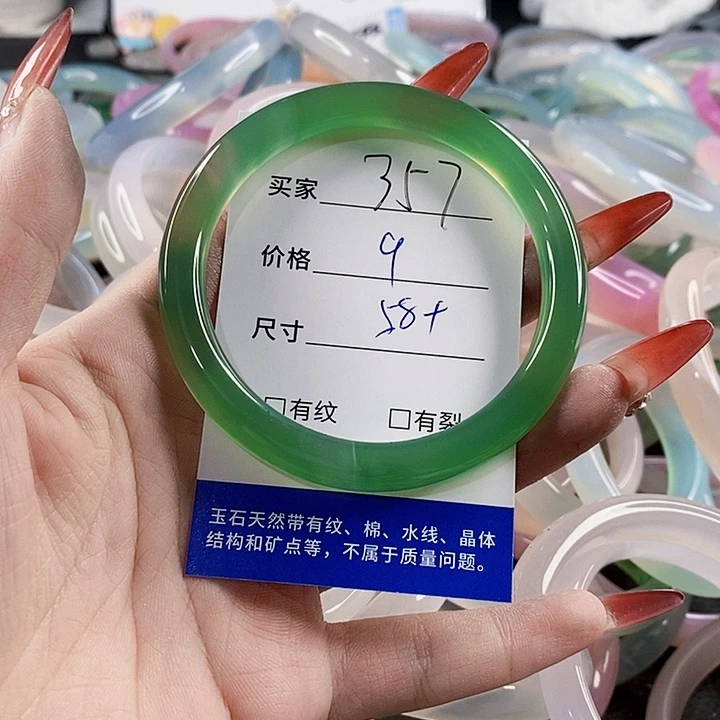 买家 357
价格 9
尺寸 58+
□有纹 □有裂
玉石天然带有纹、棉、水线、晶体
结构和矿点等，不属于质量问题。